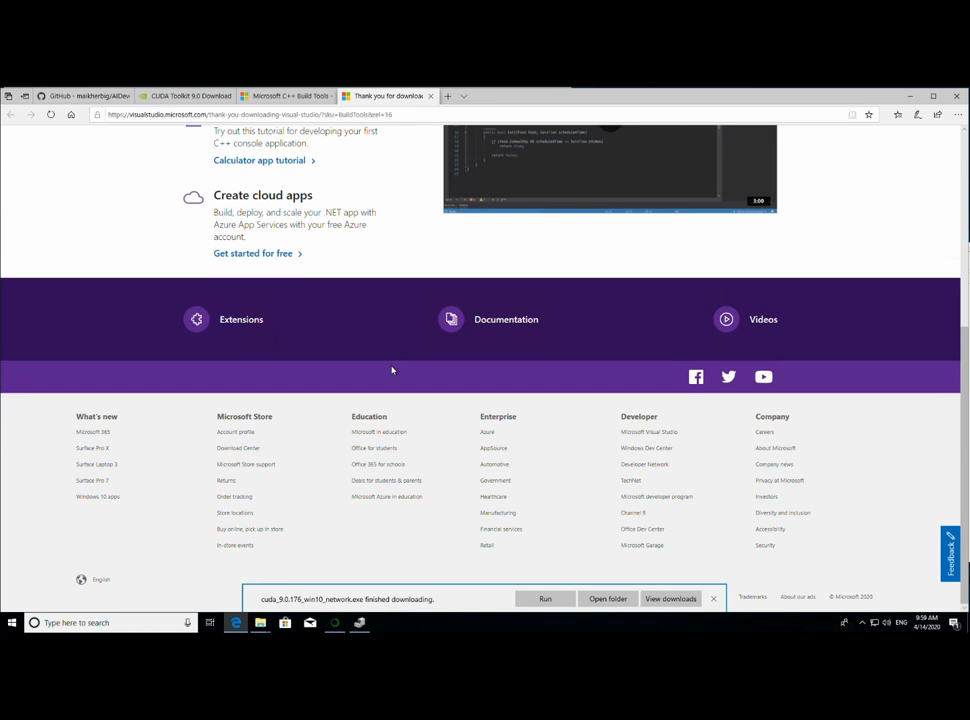 GitHub - maikherbig/AIDev
CUDA Toolkit 9.0 Download
Microsoft C++ Build Tools -
Thank you for downloa
https://visualstudio.microsoft.com/thank-you-downloading-visual-studio/?sku=BuildTools&rel=16
Try out this tutorial for developing your first
C++ console application.
Calculator app tutorial
Create cloud apps
Build, deploy, and scale your .NET app with
Azure App Services with your free Azure
account.
Get started for free
3:00
Extensions
Documentation
Videos
What's new
Microsoft 365
Surface Pro X
Surface Laptop 3
Surface Pro 7
Windows 10 apps
Microsoft Store
Account profile
Download Center
Microsoft Store support
Returns
Order tracking
Store locations
Buy online, pick up in store
In-store events
Education
Microsoft in education
Office for students
Office 365 for schools
Deals for students & parents
Microsoft Azure in education
Enterprise
Azure
AppSource
Automotive
Government
Healthcare
Manufacturing
Financial services
Retail
Developer
Microsoft Visual Studio
Windows Dev Center
Developer Network
TechNet
Microsoft developer program
Channel 9
Office Dev Center
Microsoft Garage
Company
Careers
About Microsoft
Company news
Privacy at Microsoft
Investors
Diversity and inclusion
Accessibility
Security
Feedback
English
Trademarks
About our ads
© Microsoft 2020
cuda_9.0.176_win10_network.exe finished downloading.
Run
Open folder
View downloads
Type here to search
ENG
9:59 AM
4/14/2020